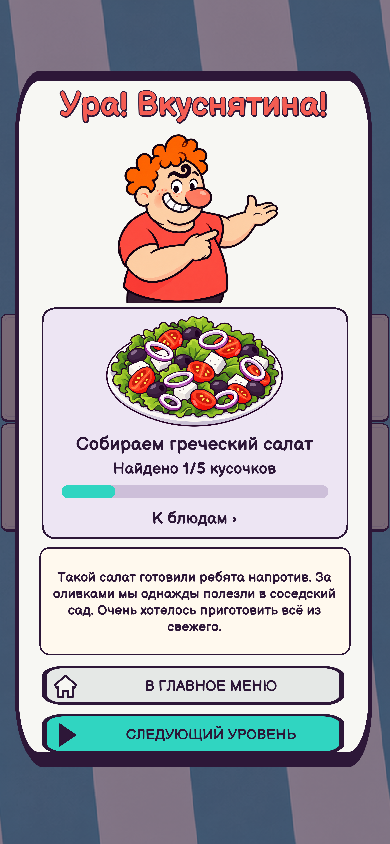 Ура! Вкуснятина!
Собираем греческий салат
Найдено 1/5 кусочков
К блюдам ›
Такой салат готовили ребята напротив. За
оливками мы однажды полезли в соседский
сад. Очень хотелось приготовить всё из
свежего.
В ГЛАВНОЕ МЕНЮ
СЛЕДУЮЩИЙ УРОВЕНЬ